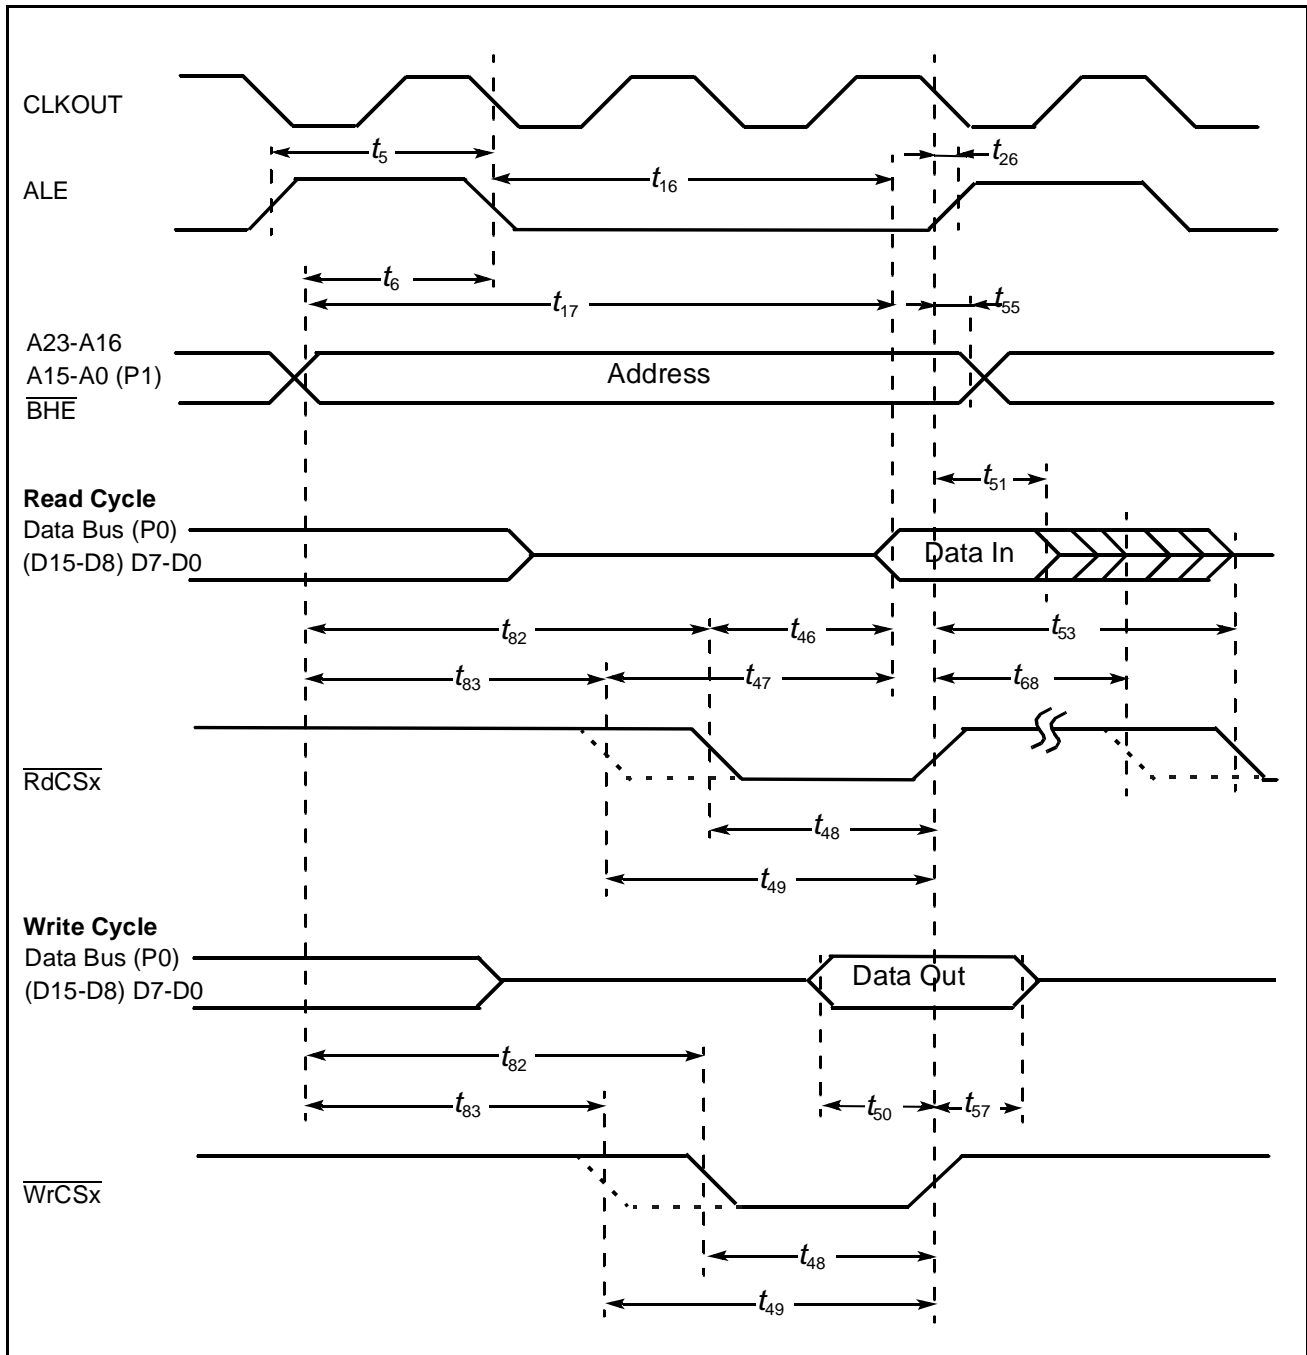 CLKOUT
t5
t26
ALE
t16
t6
t17
t55
A23-A16
A15-A0 (P1)
BHE
Address
t51
Read Cycle
Data Bus (P0)
(D15-D8) D7-D0
Data In
t82
t46
t53
t83
t47
t68
RdCSx
t48
t49
Write Cycle
Data Bus (P0)
(D15-D8) D7-D0
Data Out
t82
t83
t50
t57
WrCSx
t48
t49